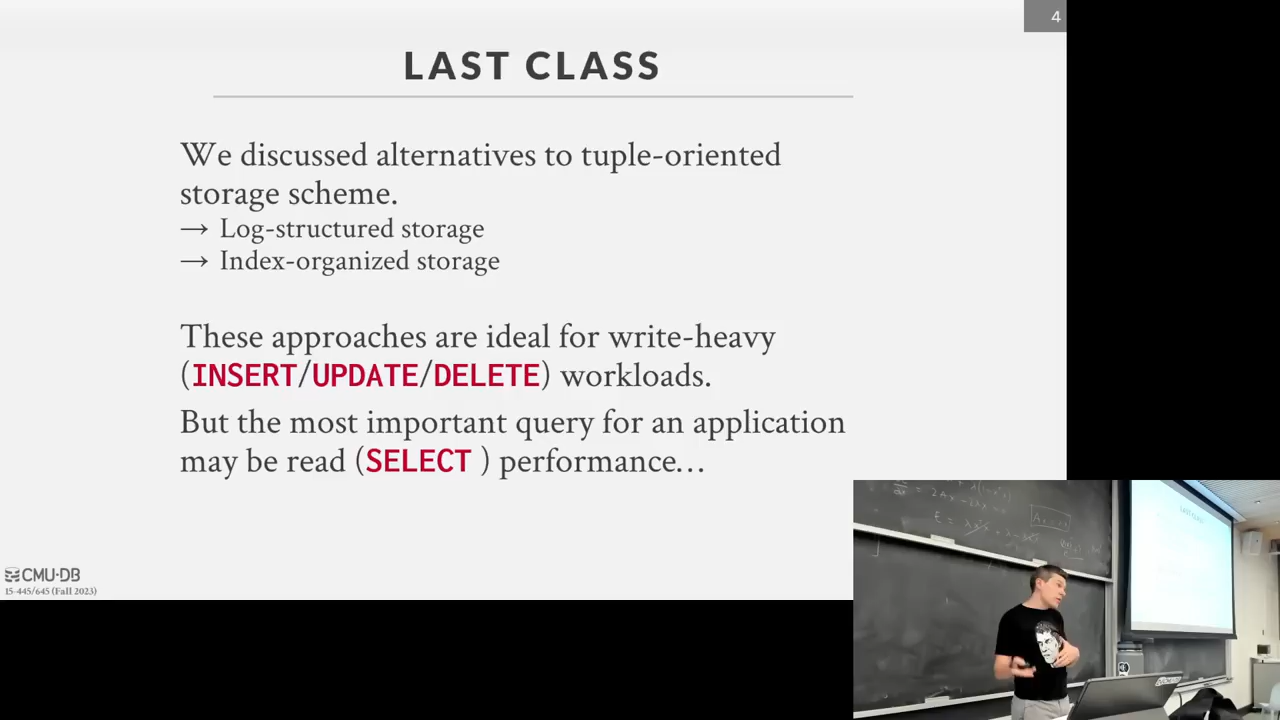 4
LAST CLASS
We discussed alternatives to tuple-oriented
storage scheme.
→ Log-structured storage
→ Index-organized storage
These approaches are ideal for write-heavy
(INSERT/UPDATE/DELETE) workloads.
But the most important query for an application
may be read (SELECT ) performance…
CMU·DB
15-445/645 (Fall 2023)
LAST CLASS